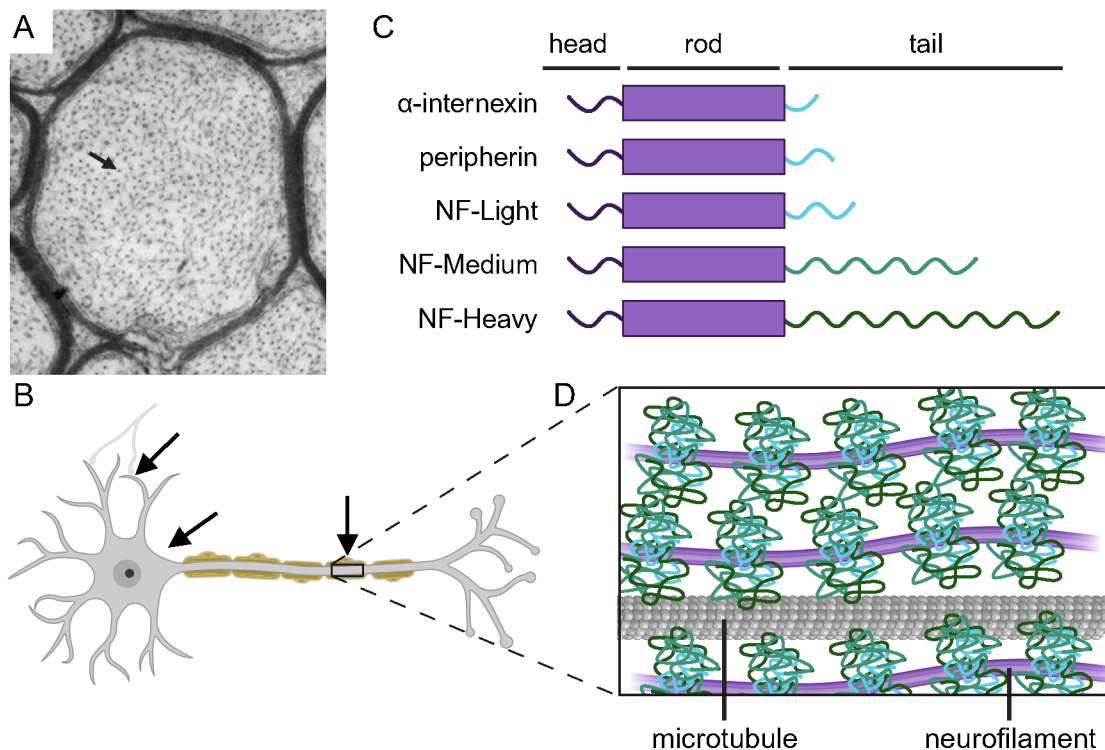 A
C
head rod tail
α-internexin
peripherin
NF-Light
NF-Medium
NF-Heavy
B
D
microtubule neurofilament